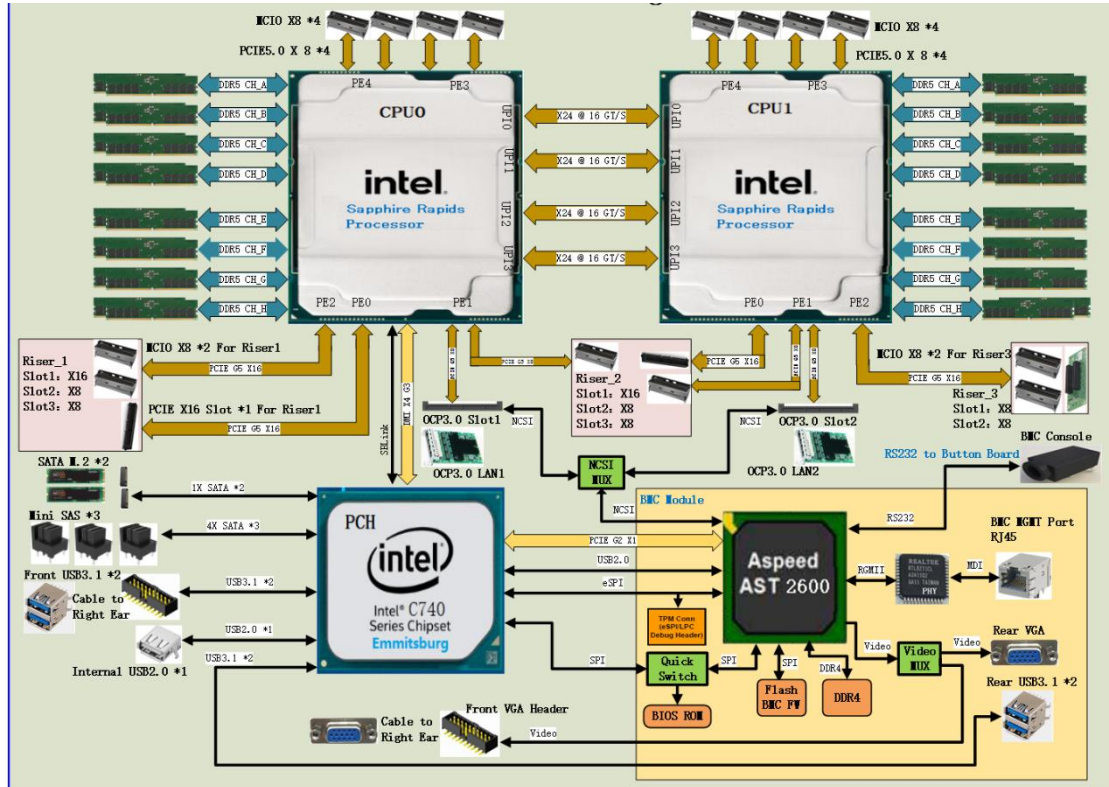 MCIO X8 *4
MCIO X8 *4
PCIE5.0 X 8 *4
PCIE5.0 X 8 *4
PE4
PE3
PE4
PE3
CPU0
CPU1
DDR5 CH_A
DDR5 CH_B
DDR5 CH_C
DDR5 CH_D
DDR5 CH_E
DDR5 CH_F
DDR5 CH_G
DDR5 CH_H
intel.
Sapphire Rapids
Processor
UPI0
UPI1
UPI2
UPI3
X24 @ 16 GT/S
X24 @ 16 GT/S
X24 @ 16 GT/S
X24 @ 16 GT/S
UPI0
UPI1
UPI2
UPI3
intel.
Sapphire Rapids
Processor
DDR5 CH_A
DDR5 CH_B
DDR5 CH_C
DDR5 CH_D
DDR5 CH_E
DDR5 CH_F
DDR5 CH_G
DDR5 CH_H
PE2
PE0
PE1
PE0
PE1
PE2
Riser_1
Slot1: X16
Slot2: X8
Slot3: X8
MCIO X8 *2 For Riser1
PCIE G5 X16
PCIE X16 Slot *1 For Riser1
PCIE G5 X16
DMI X4 G3
PCIE G5 X8
PCIE G5 X8
Riser_2
Slot1: X16
Slot2: X8
Slot3: X8
PCIE G5 X16
PCIE G5 X8
PCIE G5 X8
MCIO X8 *2 For Riser3
PCIE G5 X16
Riser_3
Slot1: X8
Slot2: X8
OCP3.0 Slot1
NCSI
OCP3.0 LAN1
NCSI
MUX
NCSI
OCP3.0 Slot2
OCP3.0 LAN2
NCSI
RS232 to Button Board
BMC Console
SATA M.2 *2
1X SATA *2
Mini SAS *3
4X SATA *3
Front USB3.1 *2
Cable to
Right Ear
USB3.1 *2
USB2.0 *1
Internal USB2.0 *1
USB3.1 *2
PCH
intel
Intel® C740
Series Chipset
Emmitsburg
PCIE G2 X1
USB2.0
eSPI
SPI
BMC Module
Aspeed
AST 2600
RS232
BMC MGMT Port
RJ45
RGMII
REALTEK
PHY
MDI
TPM Conn
(eSPI/LPC
Debug Header)
Quick
Switch
SPI
BIOS ROM
SPI
Flash
BMC FW
DDR4
DDR4
Video
Video
MUX
Video
Rear VGA
Rear USB3.1 *2
Cable to
Right Ear
Front VGA Header
Video